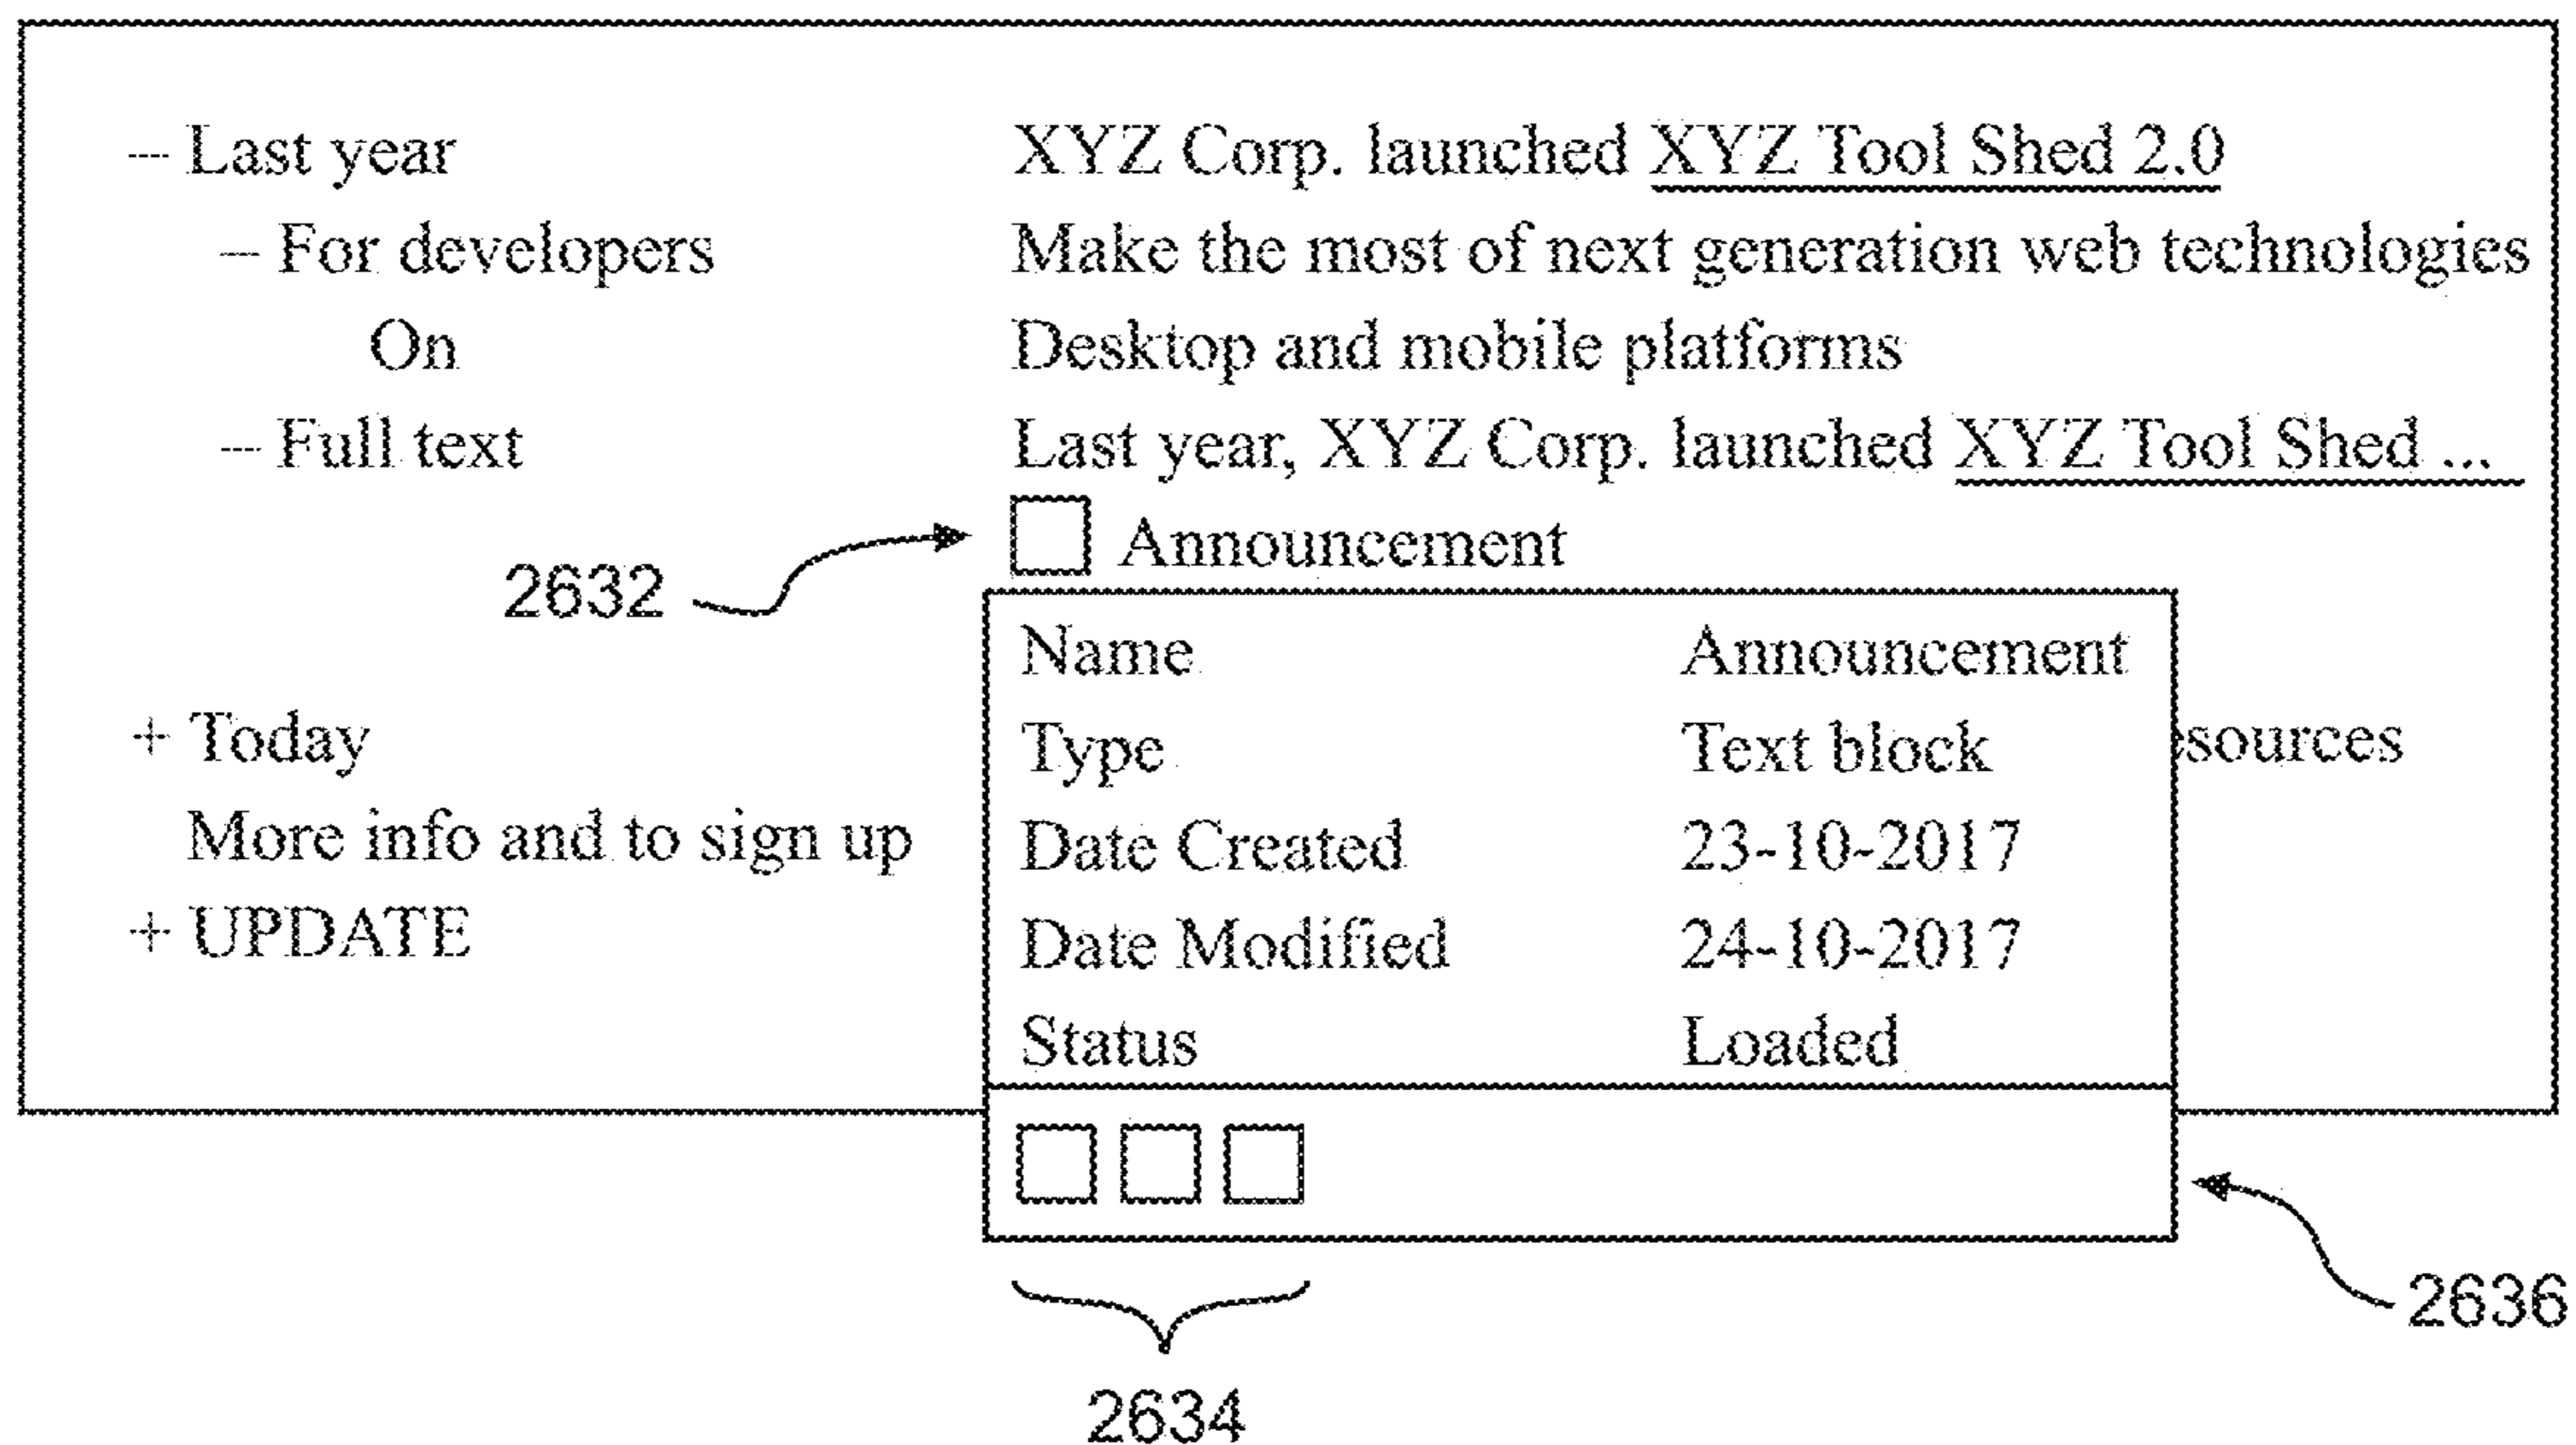 — Last year XYZ Corp. launched XYZ Tool Shed 2.0
— For developers Make the most of next generation web technologies
On Desktop and mobile platforms
— Full text Last year, XYZ Corp. launched XYZ Tool Shed ...
Announcement
2632
Name Announcement
Type Text block
+ Today esources
Date Created 23-10-2017
More info and to sign up
Date Modified 24-10-2017
+ UPDATE
Status Loaded
2636
2634